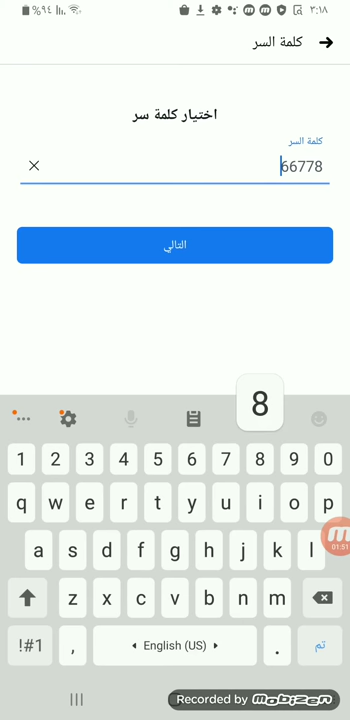 %٩٤ ٣:١٨
كلمة السر
اختيار كلمة سر
كلمة السر
66778
التالي
8
1 2 3 4 5 6 7 8 9 0
q w e r t y u i o p
a s d f g h j k l
01:51
z x c v b n m
!#1 , English (US) . تم
Recorded by mobizen